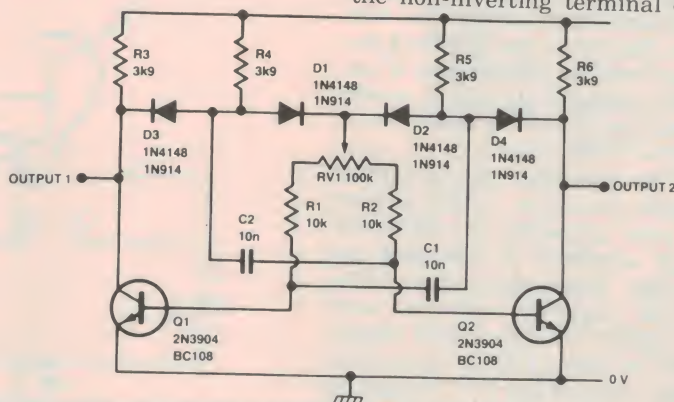 the non-inverting terminal
R3
3k9
R4
3k9
D1
1N4148
1N914
R5
3k9
R6
3k9
D3
1N4148
1N914
D2
1N4148
1N914
D4
1N4148
1N914
OUTPUT 1
RV1 100k
OUTPUT 2
R1
10k
R2
10k
C2
10n
C1
10n
Q1
2N3904
BC108
Q2
2N3904
BC108
0 V